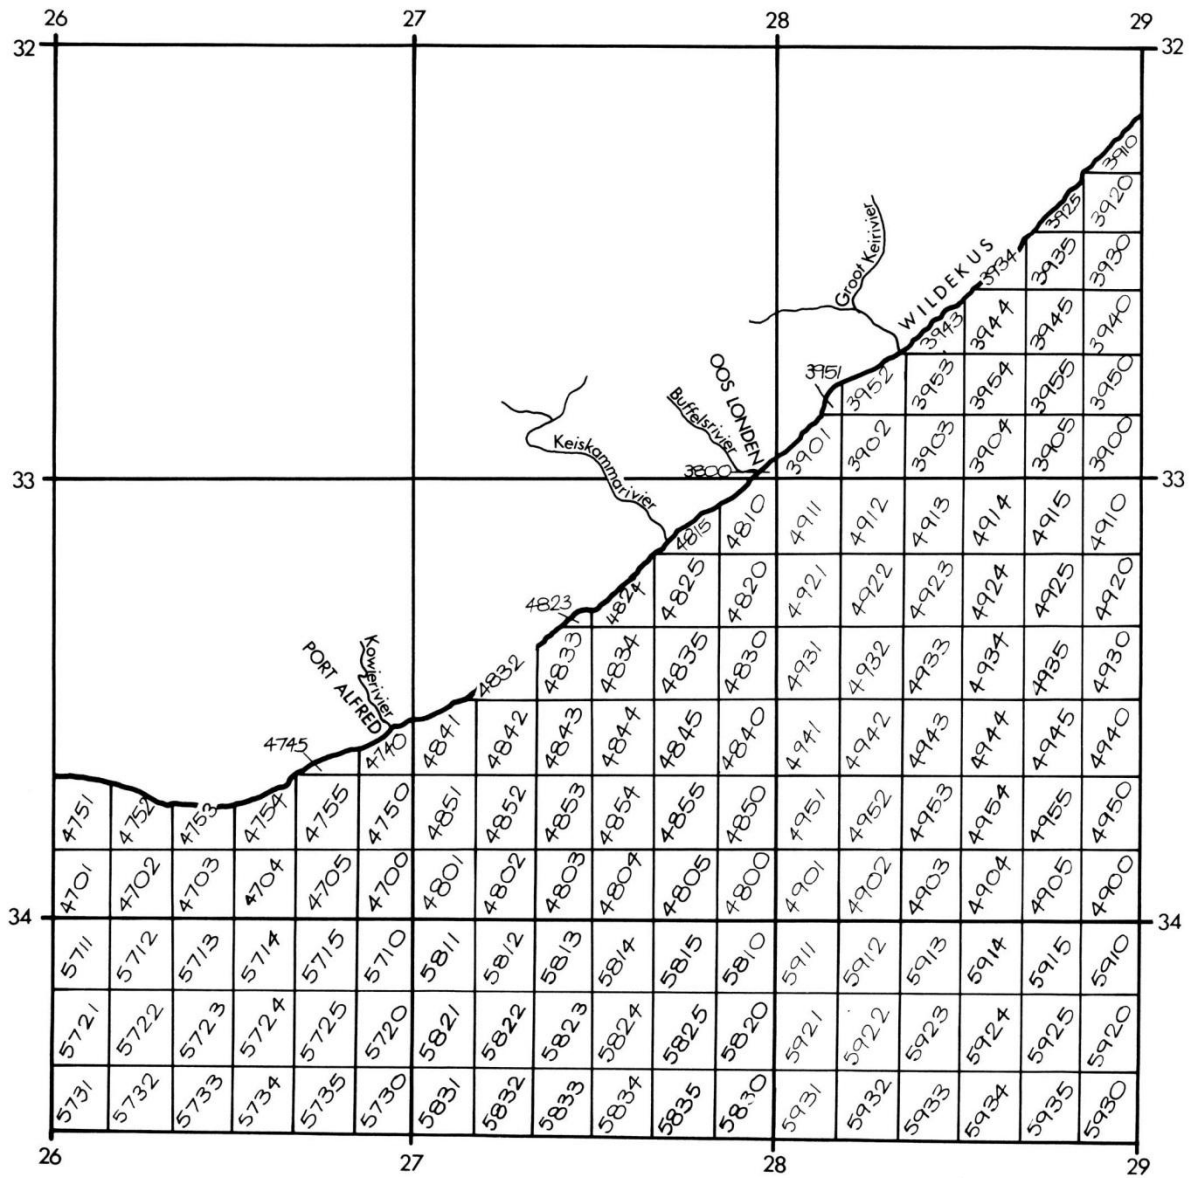 26 27 28 29
32 32
3910
3920
3925
Groot Keirivier
WILDEKUS
3934 3935 3930
3943 3944 3945 3940
OOS LONDEN
3951 3952 3953 3954 3955 3950
Buffelsrivier
Keiskammarivier
3901 3902 3903 3904 3905 3900
3800
33 33
4815 4810 4911 4912 4913 4914 4915 4910
4823 4824 4825 4820 4921 4922 4923 4924 4925 4920
Kowierivier
PORT ALFRED
4832 4833 4834 4835 4830 4931 4932 4933 4934 4935 4930
4745 4740 4841 4842 4843 4844 4845 4840 4941 4942 4943 4944 4945 4940
4751 4752 4753 4754 4755 4750 4851 4852 4853 4854 4855 4850 4951 4952 4953 4954 4955 4950
4701 4702 4703 4704 4705 4700 4801 4802 4803 4804 4805 4800 4901 4902 4903 4904 4905 4900
34 34
5711 5712 5713 5714 5715 5710 5811 5812 5813 5814 5815 5810 5911 5912 5913 5914 5915 5910
5721 5722 5723 5724 5725 5720 5821 5822 5823 5824 5825 5820 5921 5922 5923 5924 5925 5920
5731 5732 5733 5734 5735 5730 5831 5832 5833 5834 5835 5830 5931 5932 5933 5934 5935 5930
26 27 28 29